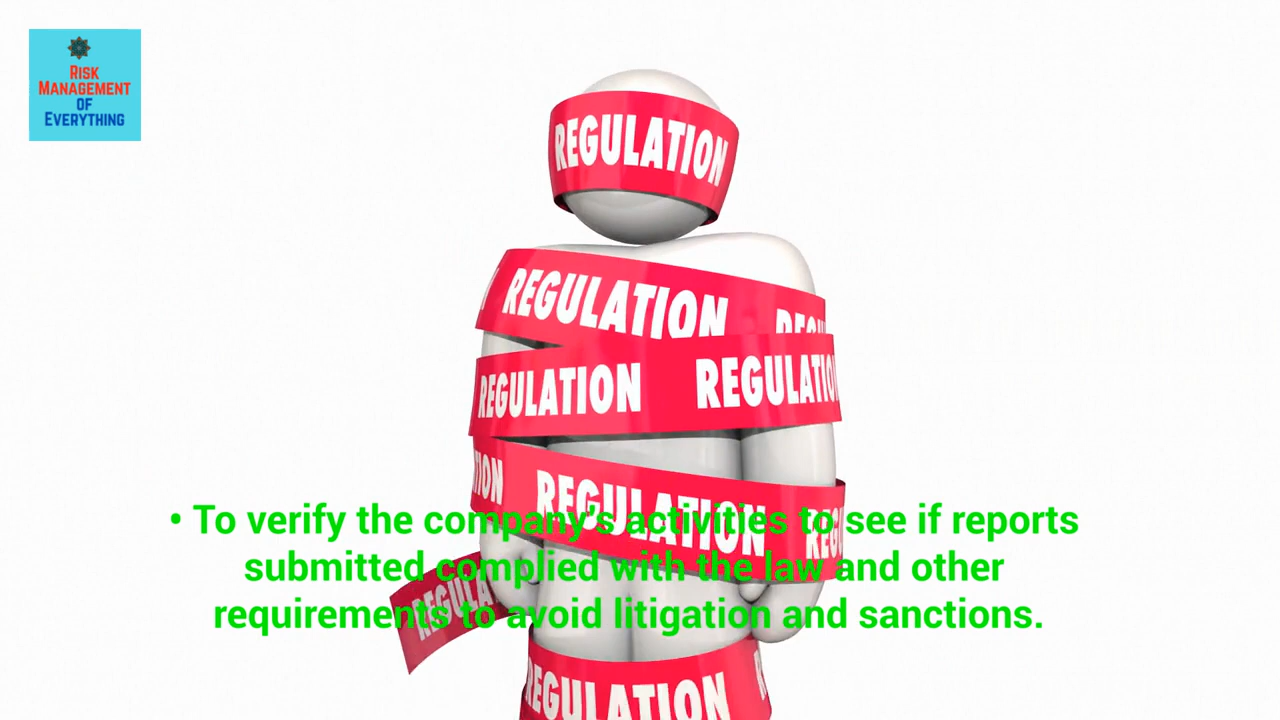 RISK
MANAGEMENT
OF
EVERYTHING
REGULATION
REGULATION
REGULATION REGULATION
REGULATION
• To verify the company's activities to see if reports
submitted complied with the law and other
requirements to avoid litigation and sanctions.
REGULATION